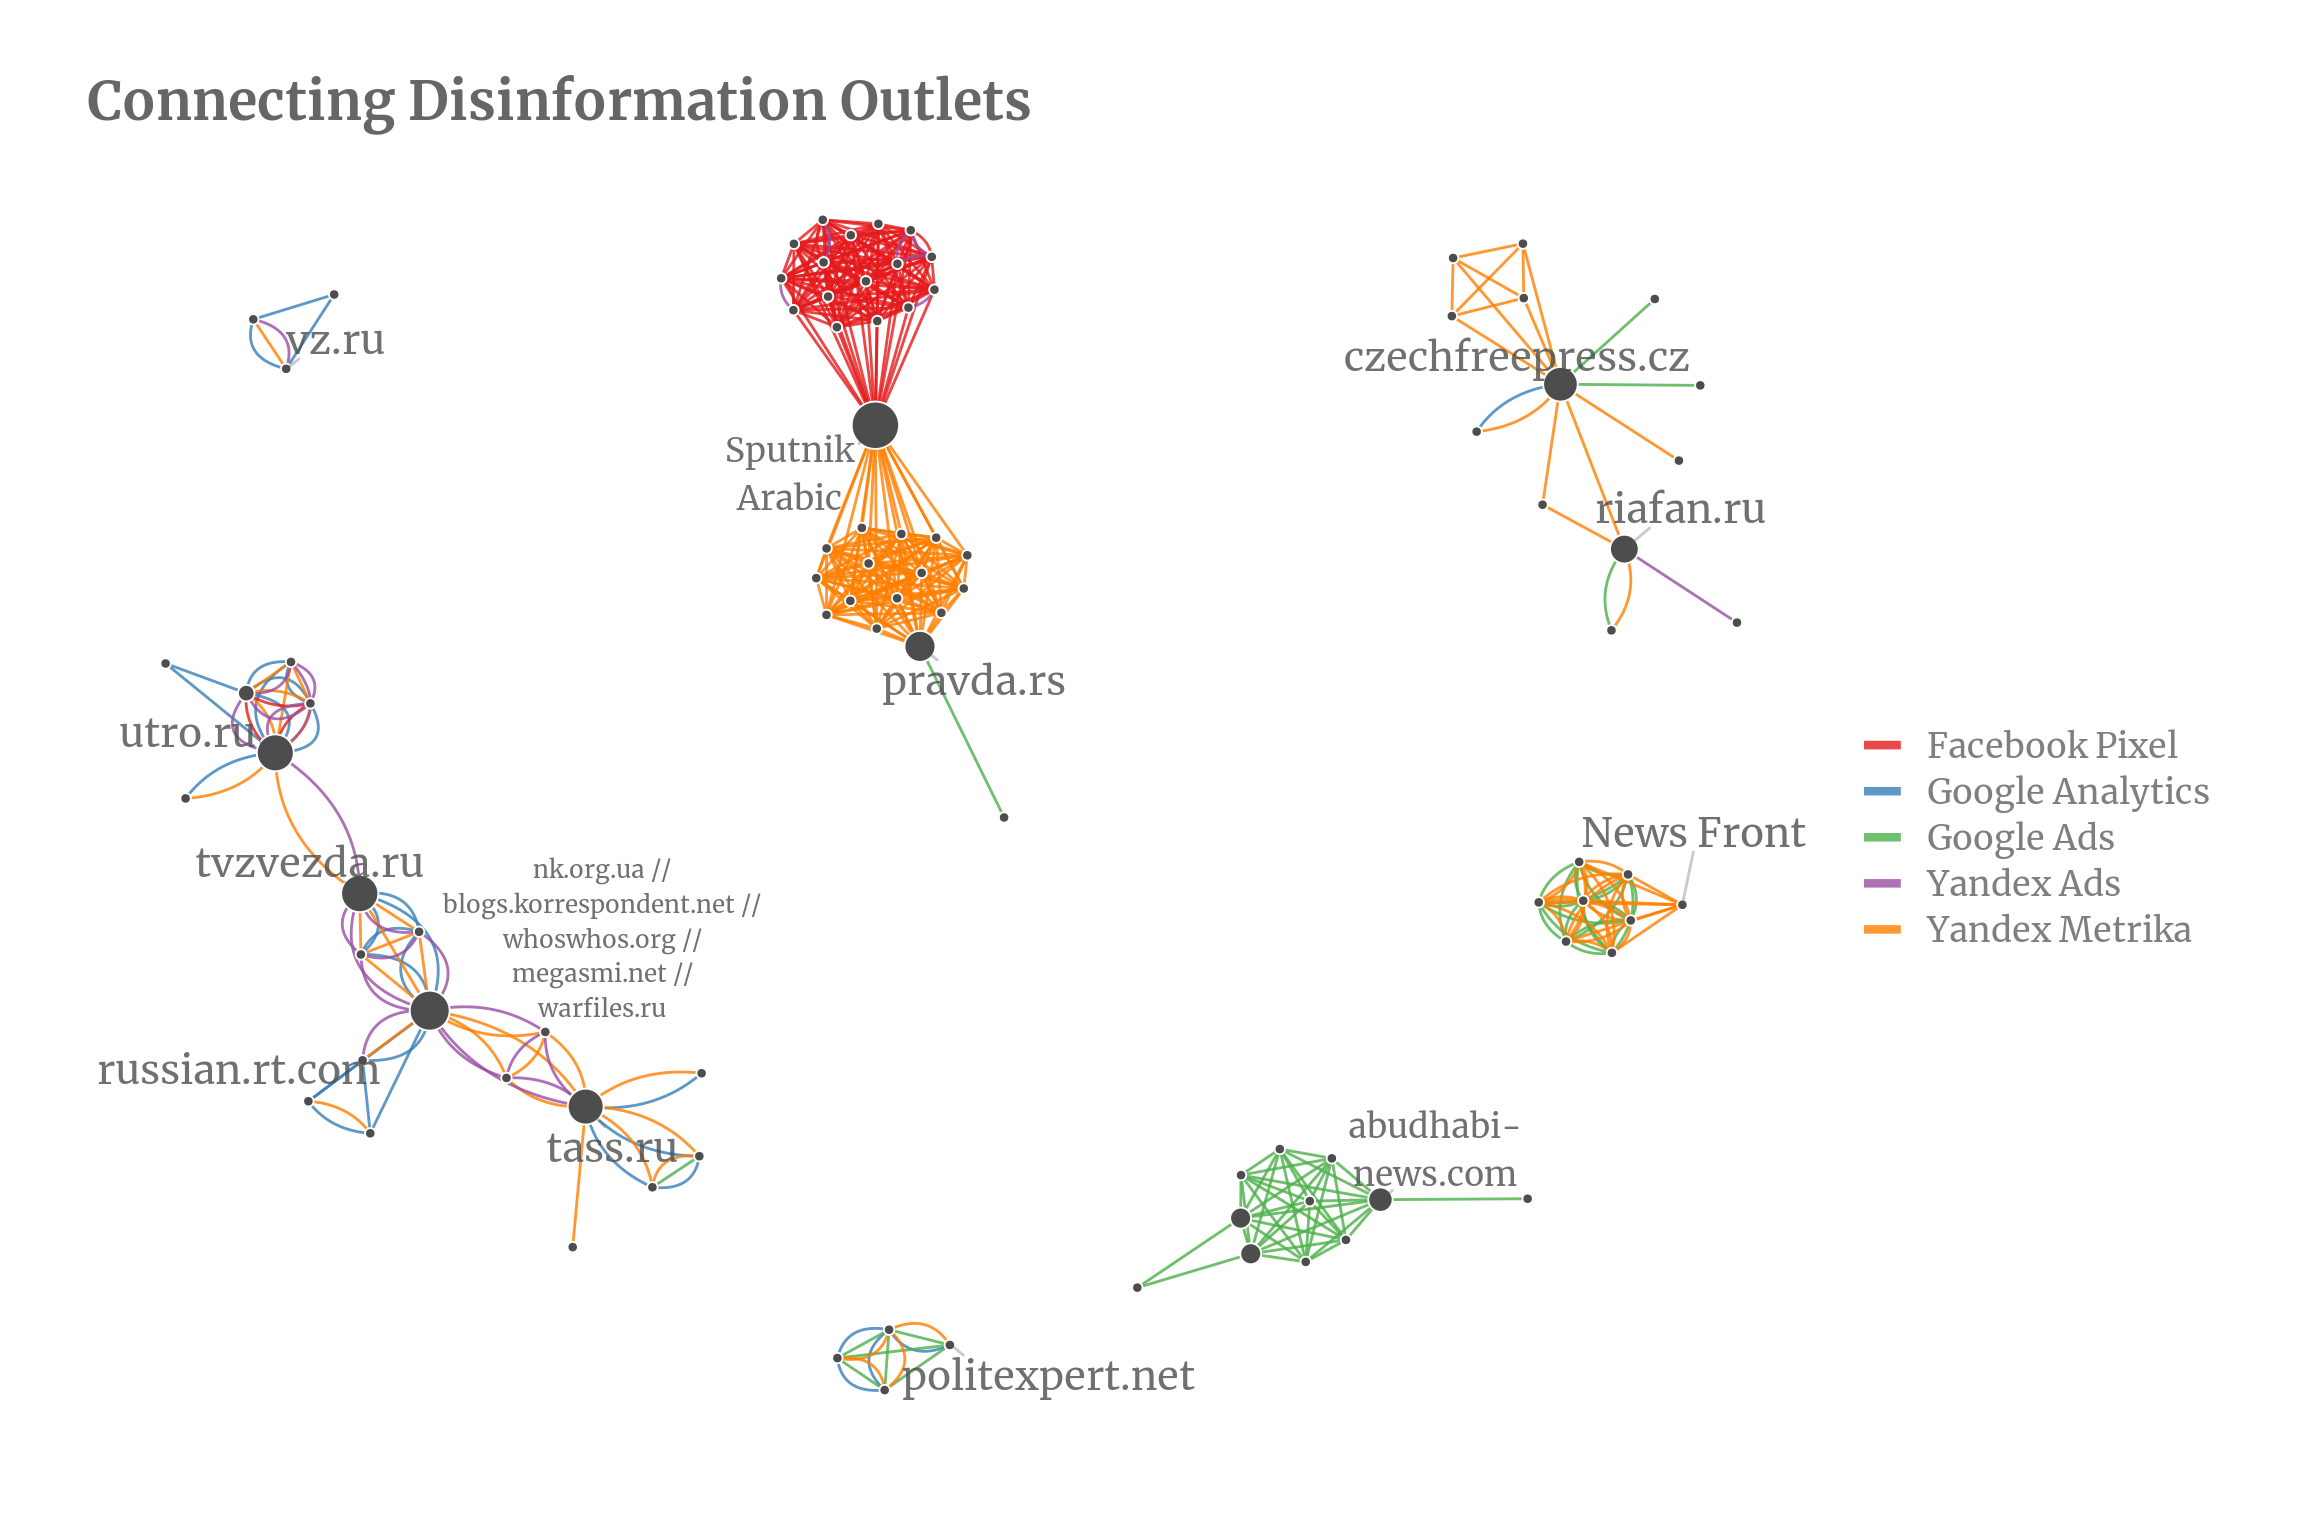 Connecting Disinformation Outlets
vz.ru
czechfreepress.cz
Sputnik
Arabic
riafan.ru
pravda.rs
utro.ru
Facebook Pixel
Google Analytics
Google Ads
Yandex Ads
Yandex Metrika
News Front
tvzvezda.ru
nk.org.ua //
blogs.korrespondent.net //
whoswhos.org //
megasmi.net //
warfiles.ru
russian.rt.com
tass.ru
abudhabi-
news.com
politexpert.net